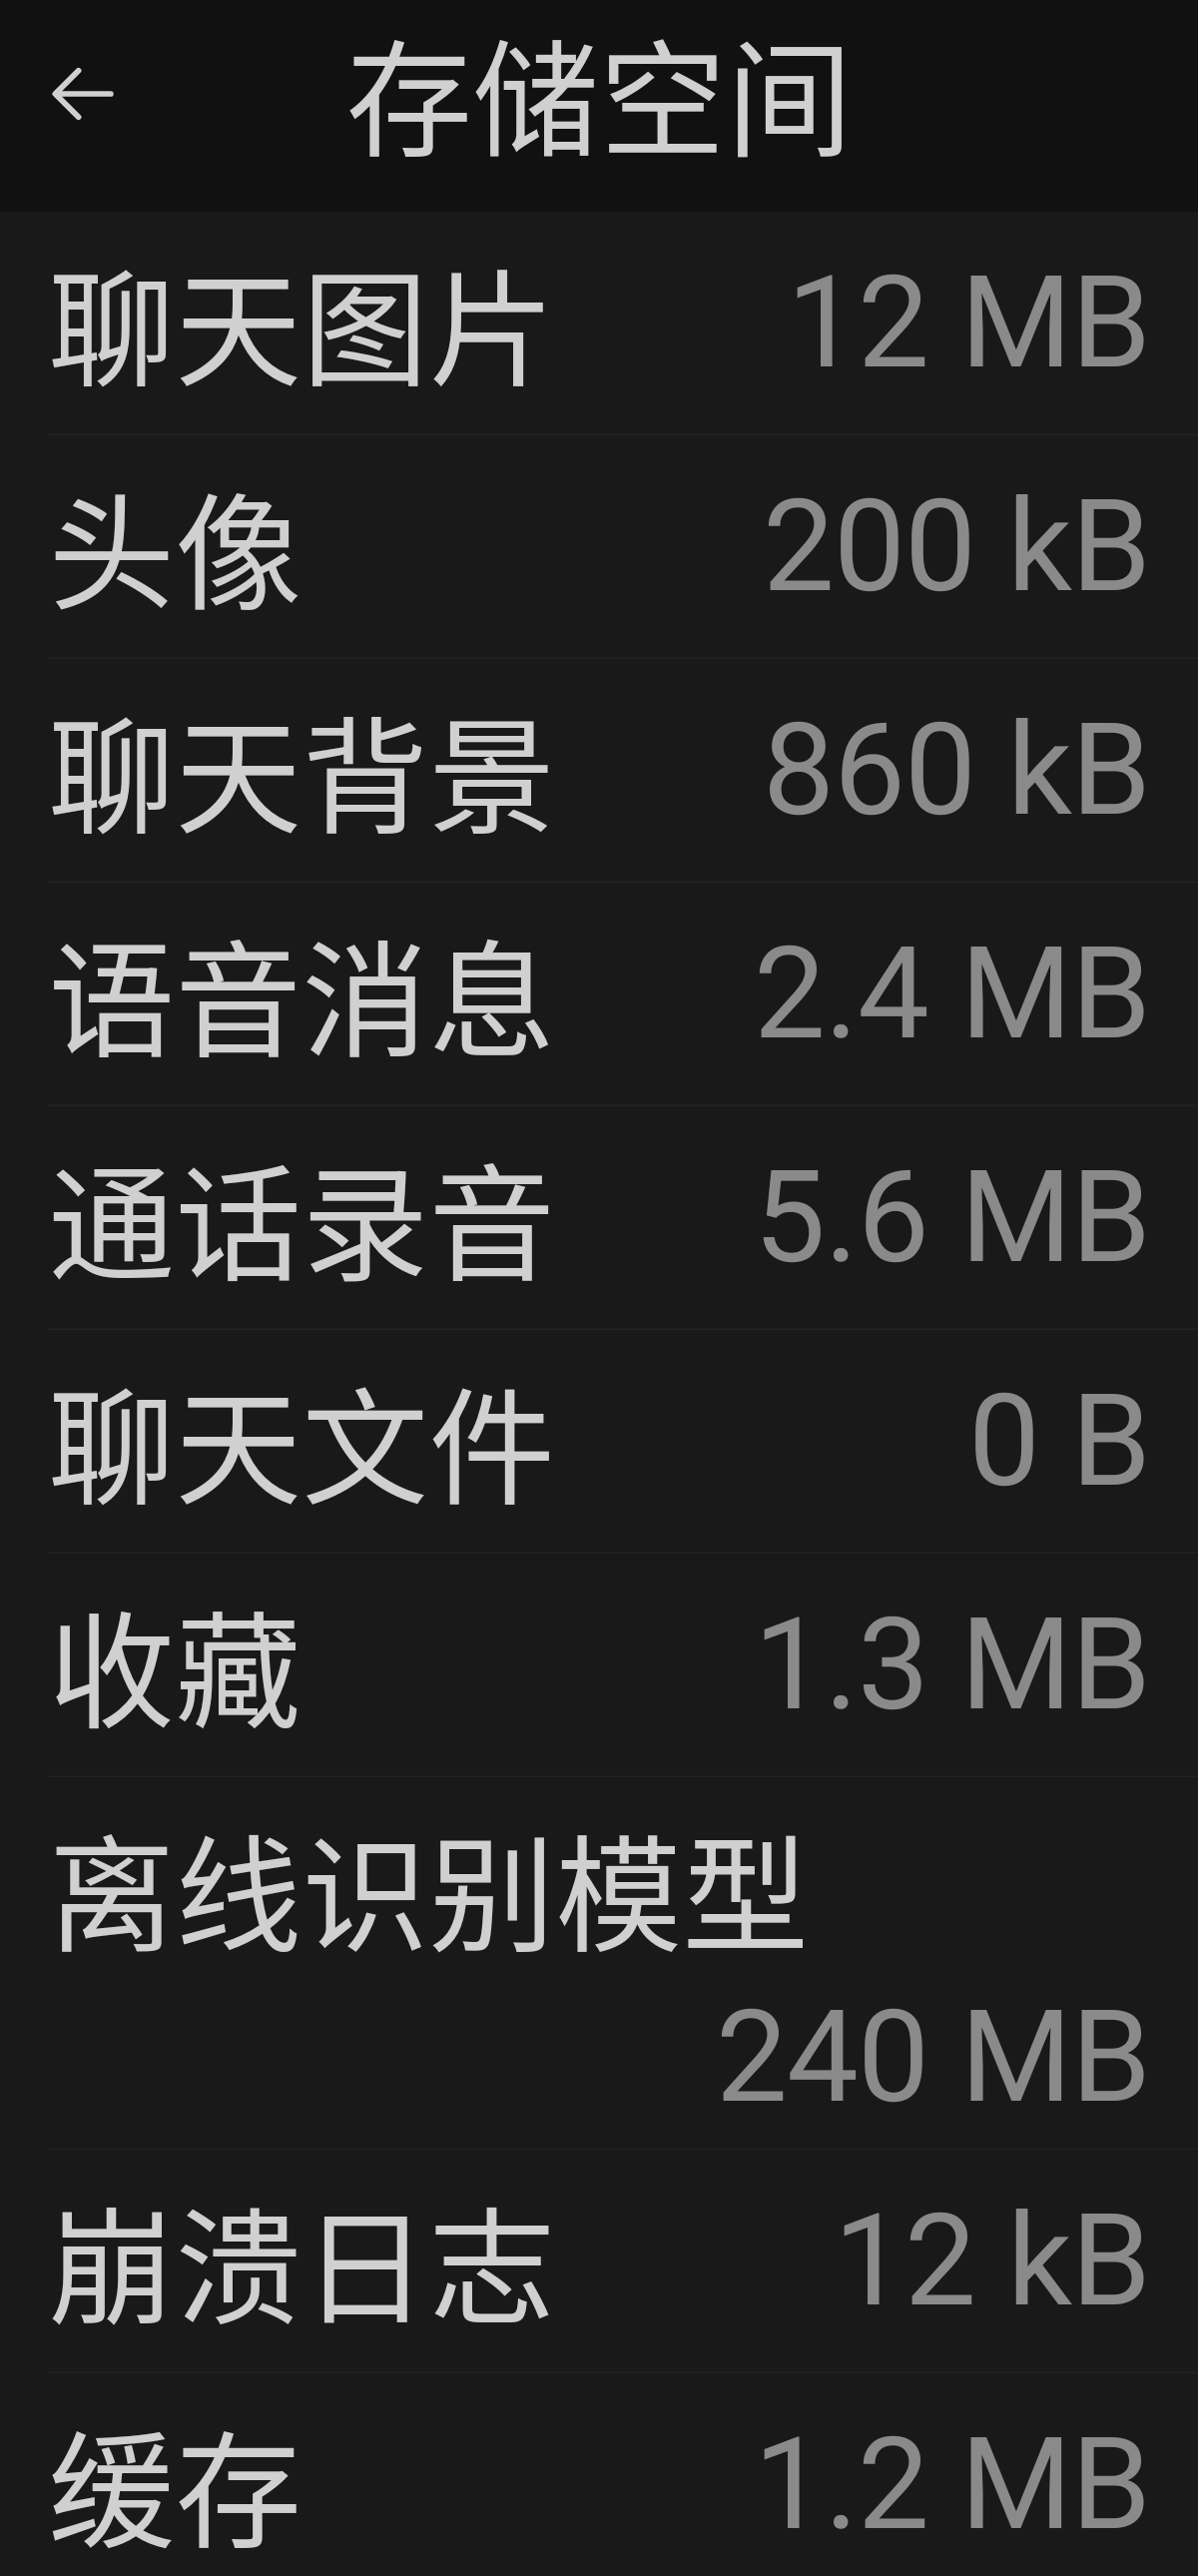 存储空间
聊天图片 12 MB
头像 200 kB
聊天背景 860 kB
语音消息 2.4 MB
通话录音 5.6 MB
聊天文件 0 B
收藏 1.3 MB
离线识别模型
240 MB
崩溃日志 12 kB
缓存 1.2 MB